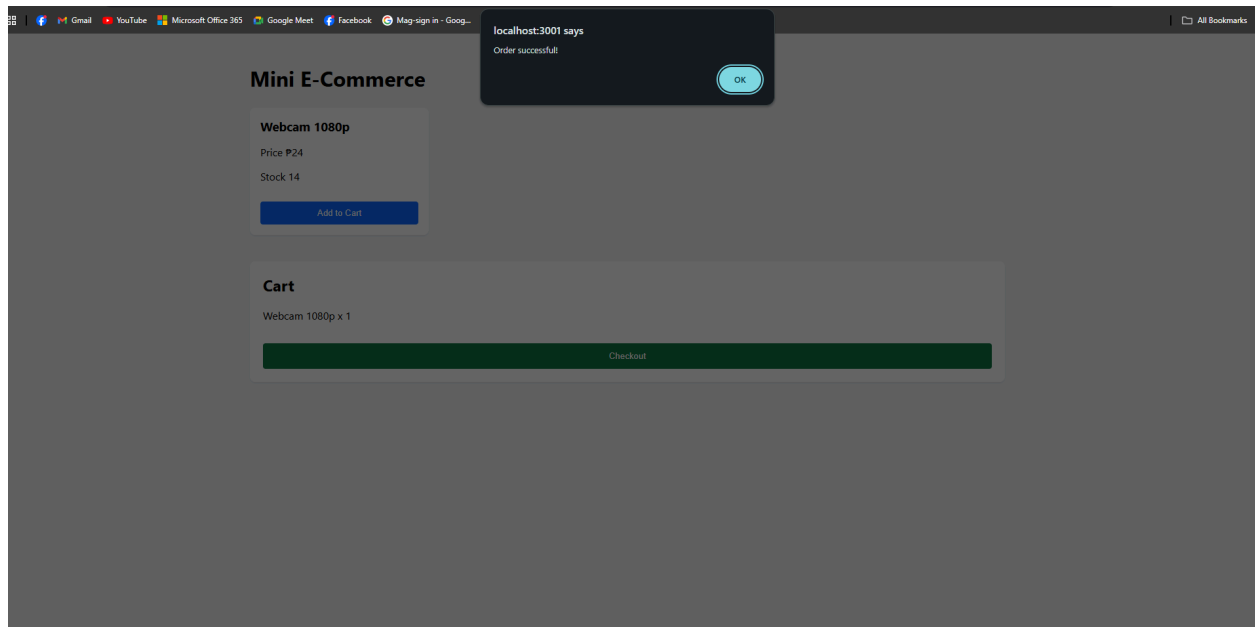 Gmail YouTube Microsoft Office 365 Google Meet Facebook Mag-sign in - Goog... All Bookmarks
localhost:3001 says
Order successful!
OK
Mini E-Commerce
Webcam 1080p
Price ₱24
Stock 14
Add to Cart
Cart
Webcam 1080p x 1
Checkout